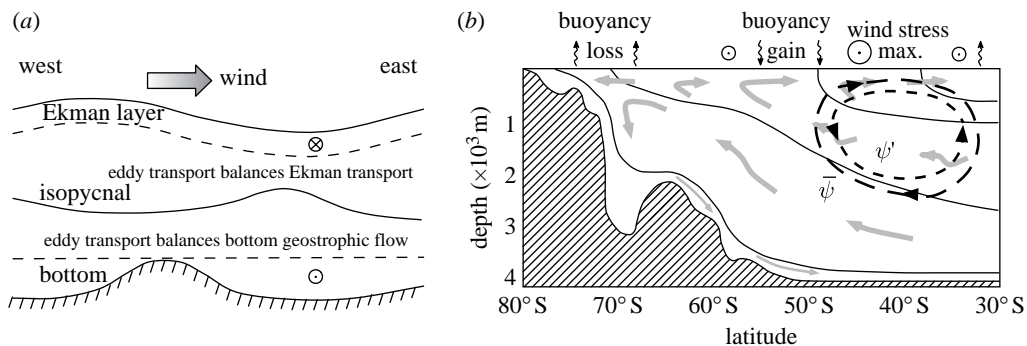 (a)
west
east
wind
Ekman layer
eddy transport balances Ekman transport
isopycnal
eddy transport balances bottom geostrophic flow
bottom
(b)
buoyancy
loss
buoyancy
gain
wind stress
max.
depth (×10³ m)
1
2
3
4
ψ'
ψ̅
80° S 70° S 60° S 50° S 40° S 30° S
latitude